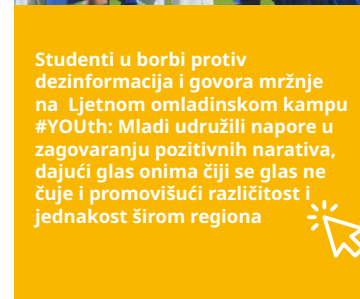 Studenti u borbi protiv
dezinformacija i govora mržnje
na  Ljetnom omladinskom kampu
#YOUth: Mladi udružili napore u
zagovaranju pozitivnih narativa,
dajući glas onima čiji se glas ne
čuje i promovišući različitost i
jednakost širom regiona